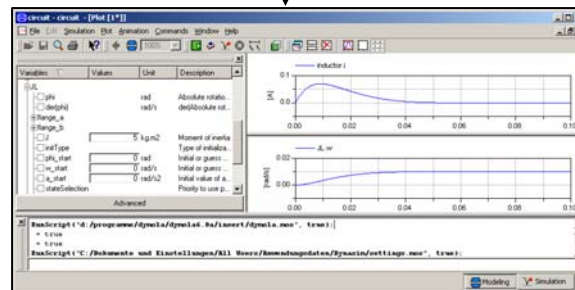 circuit - circuit - [Plot [1*]]
File Edit Simulation Plot Animation Commands Window Help
100%
Variables Values Unit Description
JL
phi rad Absolute rotatio...
der(phi) rad/s der(Absolute rot...
flange_a
flange_b
J 5 kg.m2 Moment of inertia
initType Type of initializa...
phi_start 0 rad Initial or guess ...
w_start 0 rad/s Initial or guess ...
a_start 0 rad/s2 Initial value of a...
stateSelection Priority to use p...
Advanced
inductor.i
0.1
[A]
0.0
0.00 0.02 0.04 0.06 0.08 0.10
JL.w
0.02
[rad/s]
0.00
0.00 0.02 0.04 0.06 0.08 0.10
RunScript("d:/programme/dymola/dymola6.0a/insert/dymola.mos", true);
= true
= true
RunScript("C:/Dokumente und Einstellungen/All Users/Anwendungsdaten/Dynasim/settings.mos", true);
Modeling Simulation